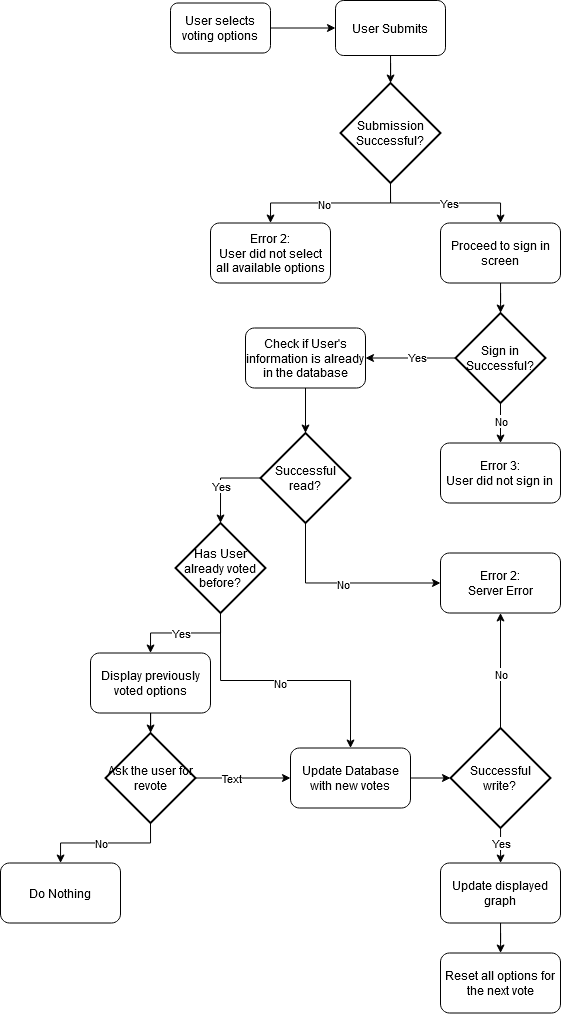 User selects
voting options
User Submits
Submission
Successful?
No
Yes
Error 2:
User did not select
all available options
Proceed to sign in
screen
Check if User's
information is already
in the database
Yes
Sign in
Successful?
No
Successful
read?
Error 3:
User did not sign in
Yes
Has User
already voted
before?
No
Error 2:
Server Error
Yes
Display previously
voted options
No
No
Ask the user for
revote
Text
Update Database
with new votes
Successful
write?
No
Yes
Do Nothing
Update displayed
graph
Reset all options for
the next vote